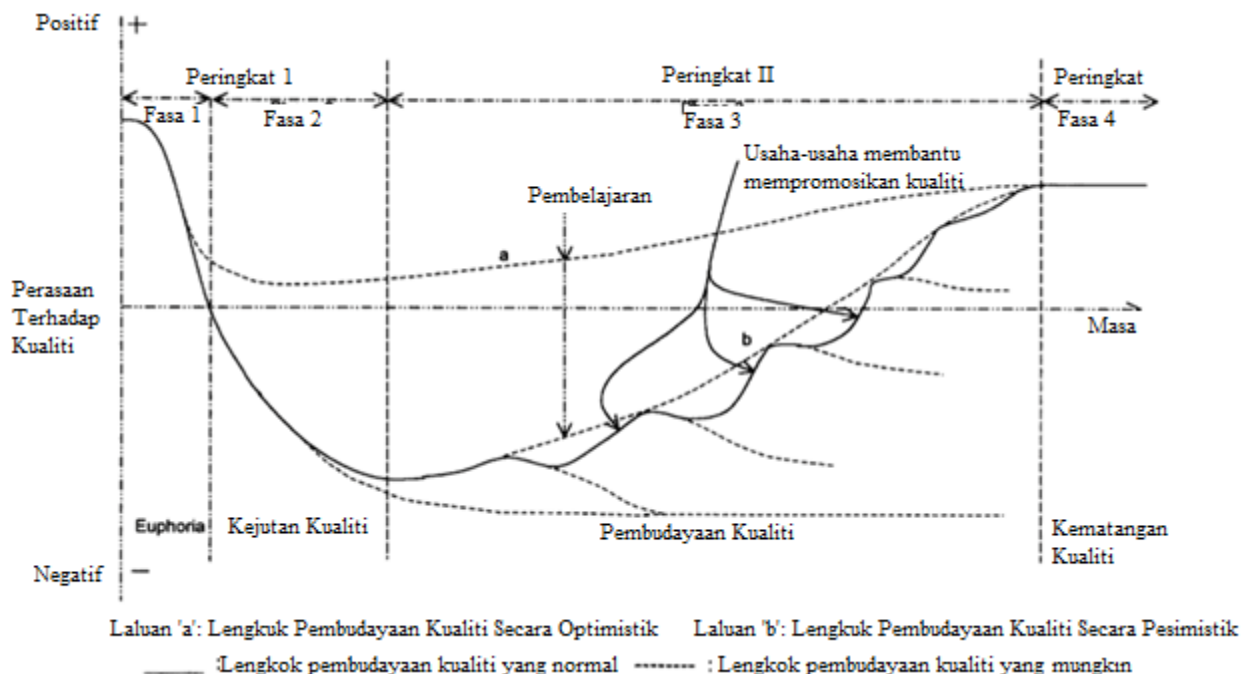 Positif +
Peringkat 1
Peringkat II
Peringkat
Fasa 1
Fasa 2
Fasa 3
Fasa 4
Usaha-usaha membantu
mempromosikan kualiti
Pembelajaran
a
Perasaan
Terhadap
Kualiti
Masa
b
Euphoria
Kejutan Kualiti
Pembudayaan Kualiti
Kematangan
Kualiti
Negatif −
Laluan 'a': Lengkuk Pembudayaan Kualiti Secara Optimistik
Laluan 'b': Lengkuk Pembudayaan Kualiti Secara Pesimistik
:Lengkok pembudayaan kualiti yang normal
: Lengkok pembudayaan kualiti yang mungkin